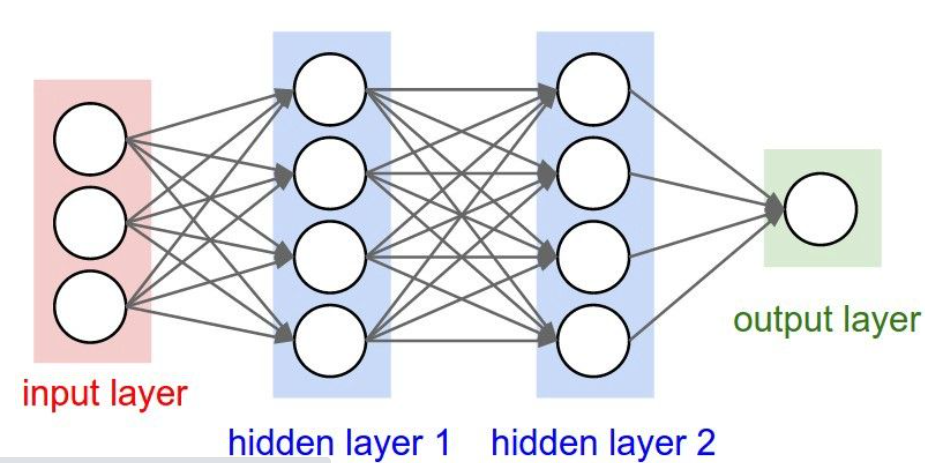 input layer
hidden layer 1
hidden layer 2
output layer